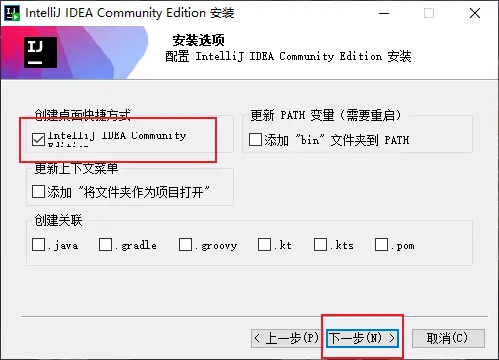 IntelliJ IDEA Community Edition 安装
IJ
安装选项
配置 IntelliJ IDEA Community Edition 安装
创建桌面快捷方式
IntelliJ IDEA Community
更新 PATH 变量（需要重启）
添加 "bin" 文件夹到 PATH
更新上下文菜单
添加 "将文件夹作为项目打开"
创建关联
.java .gradle .groovy .kt .kts .pom
< 上一步(P) 下一步(N) > 取消(C)